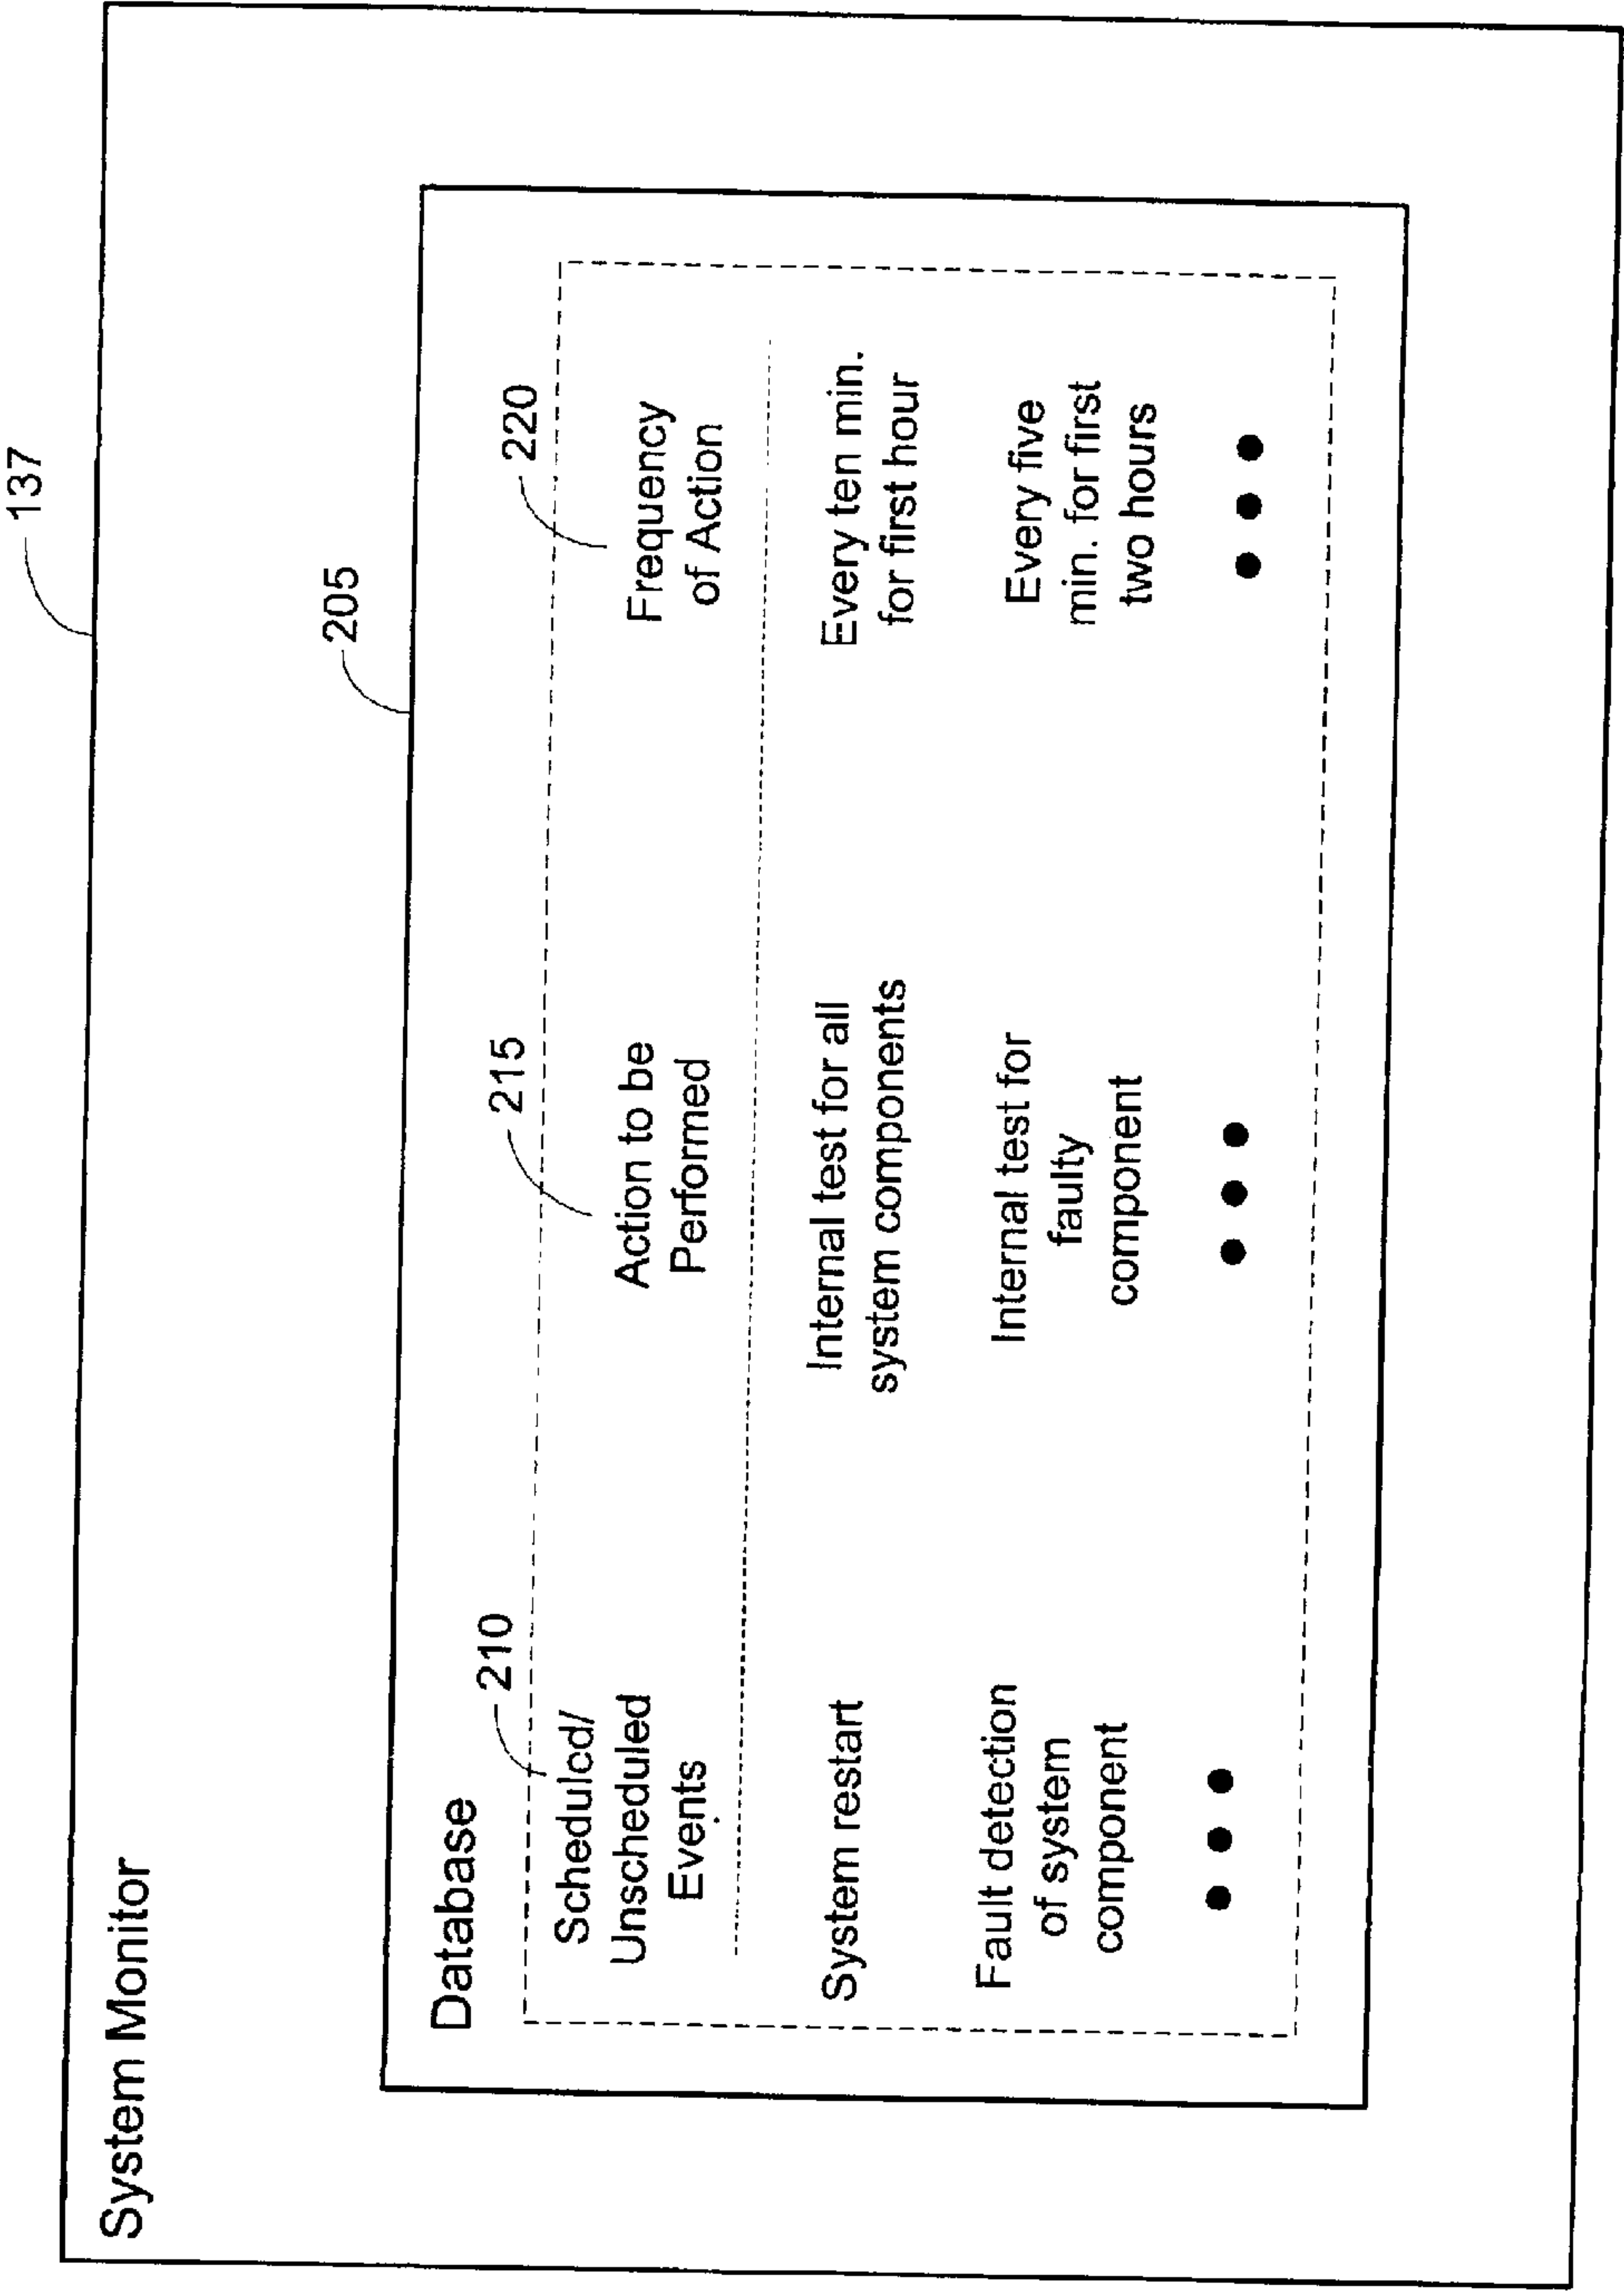 137
System Monitor
205
Database
210
215
220
Scheduled/
Unscheduled
Events
Action to be
Performed
Frequency
of Action
System restart
Internal test for all
system components
Every ten min.
for first hour
Fault detection
of system
component
Internal test for
faulty
component
Every five
min. for first
two hours